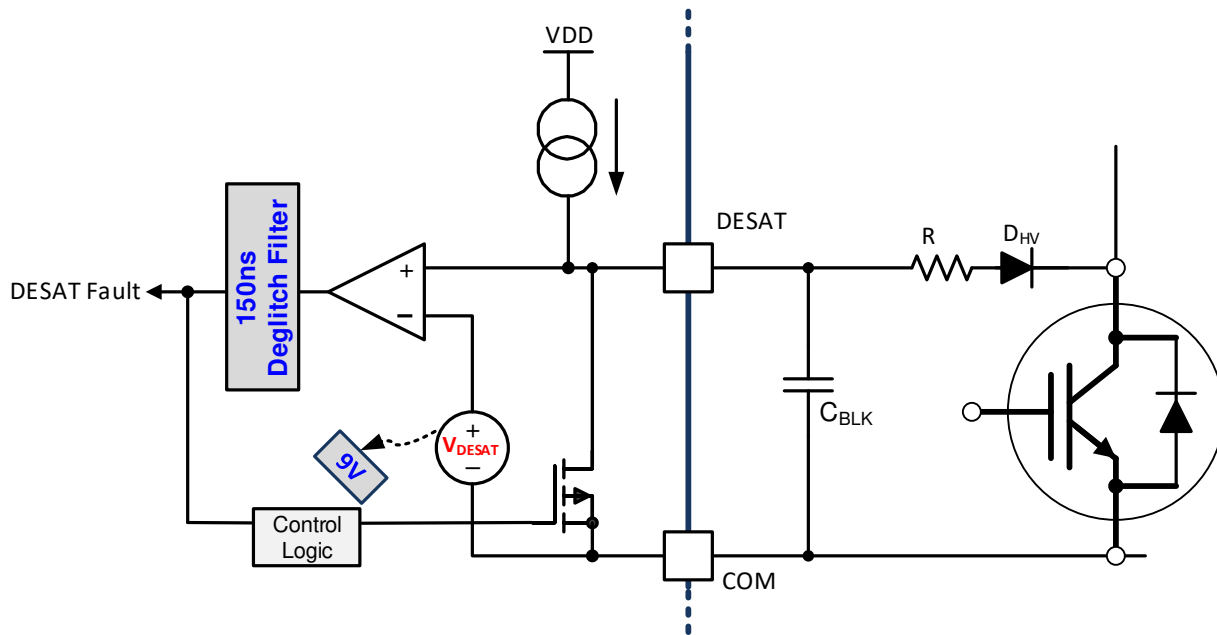 VDD
DESAT
R
DHV
150ns
Deglitch Filter
+
−
DESAT Fault
CBLK
9V
+
VDESAT
−
Control
Logic
COM